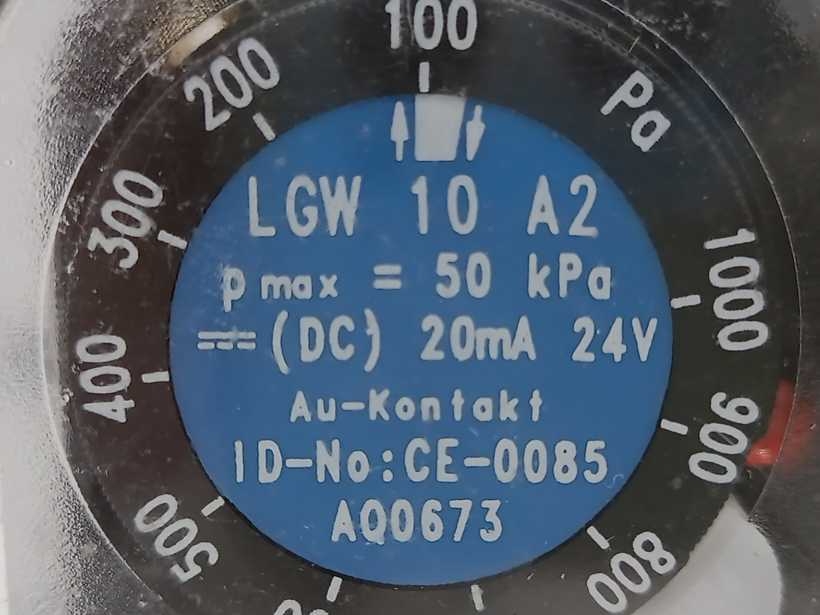 100
200
Pa
300
400
500
1000
900
800
LGW 10 A2
p max = 50 kPa
⎓ (DC) 20mA 24V
Au-Kontakt
ID-No:CE-0085
AQ0673